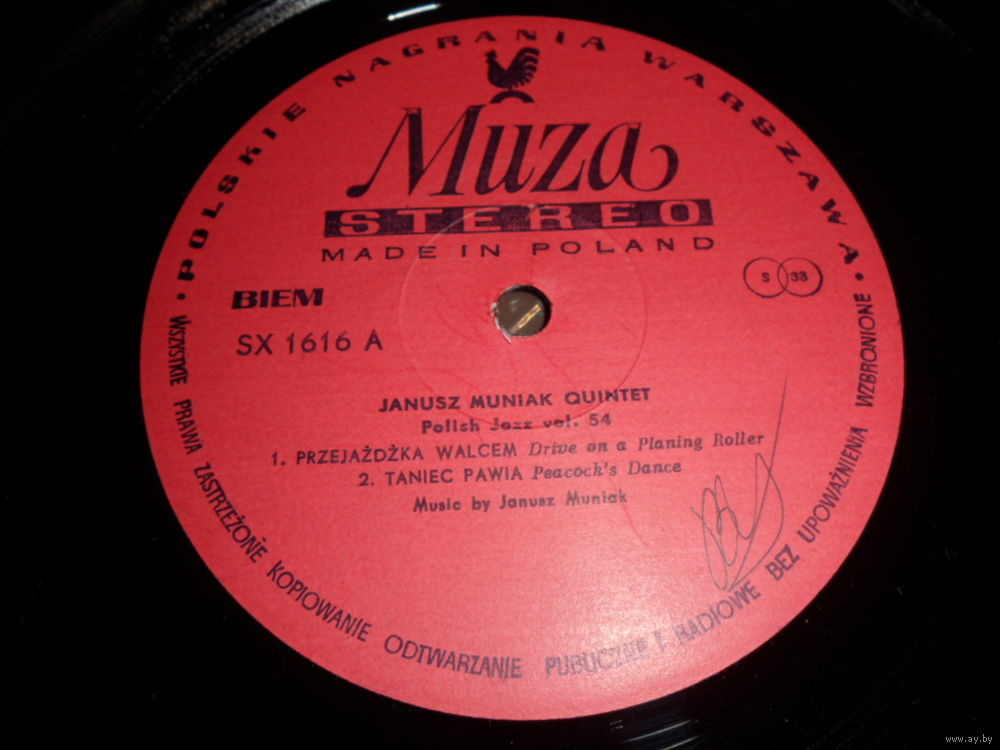 • POLSKIE NAGRANIA WARSZAWA •
Muza
STEREO
MADE IN POLAND
BIEM
S 33
SX 1616 A
JANUSZ MUNIAK QUINTET
Polish Jazz vol. 54
1. PRZEJAŻDŻKA WALCEM Drive on a Planing Roller
2. TANIEC PAWIA Peacock's Dance
Music by Janusz Muniak
WSZYSTKIE PRAWA ZASTRZEŻONE KOPIOWANIE ODTWARZANIE PUBLICZNE I RADIOWE BEZ UPOWAŻNIENIA WZBRONIONE
www.ay.by